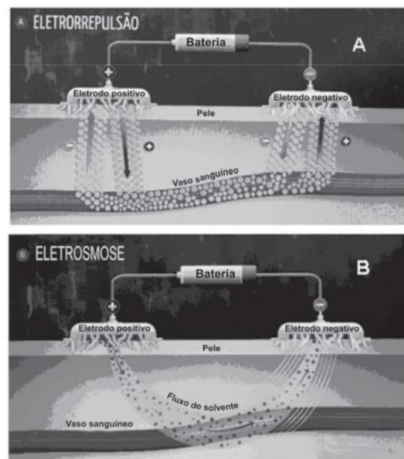 A ELETRORREPULSÃO
A
Bateria
+ −
Eletrodo positivo Eletrodo negativo
Pele
− + − +
Vaso sanguíneo
B ELETROSMOSE
B
Bateria
+ −
Eletrodo positivo Eletrodo negativo
Pele
Fluxo do solvente
Vaso sanguíneo